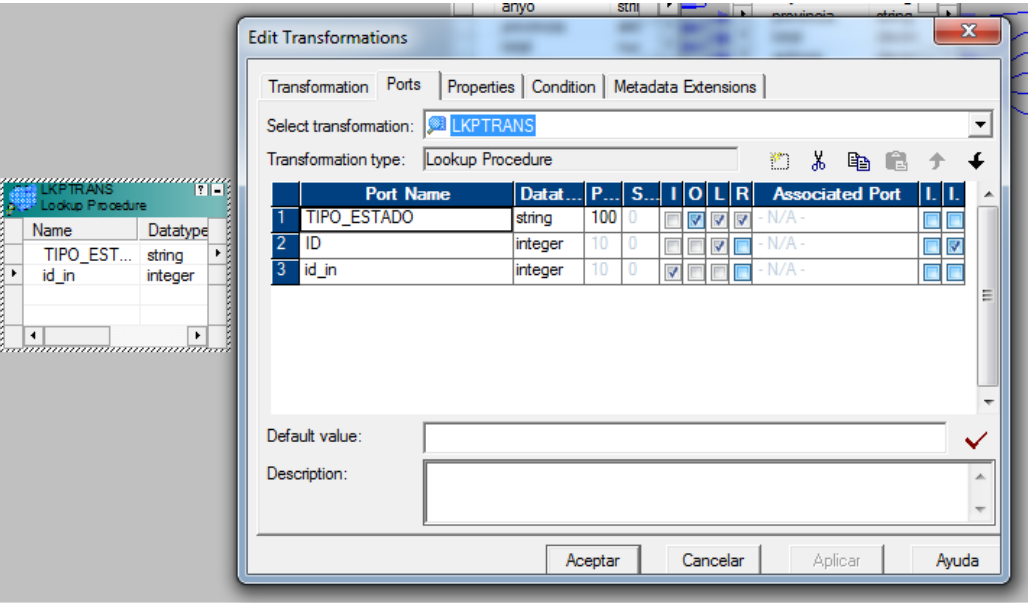 anyo
Edit Transformations
X
Transformation Ports Properties Condition Metadata Extensions
Select transformation: LKPTRANS
Transformation type: Lookup Procedure
Port Name Datat... P... S... I O L R Associated Port I. I.
1 TIPO_ESTADO string 100 0 - N/A -
2 ID integer 10 0 - N/A -
3 id_in integer 10 0 - N/A -
Default value:
Description:
Aceptar Cancelar Aplicar Ayuda
LKPTRANS
Lookup Procedure
Name Datatype
TIPO_EST... string
id_in integer